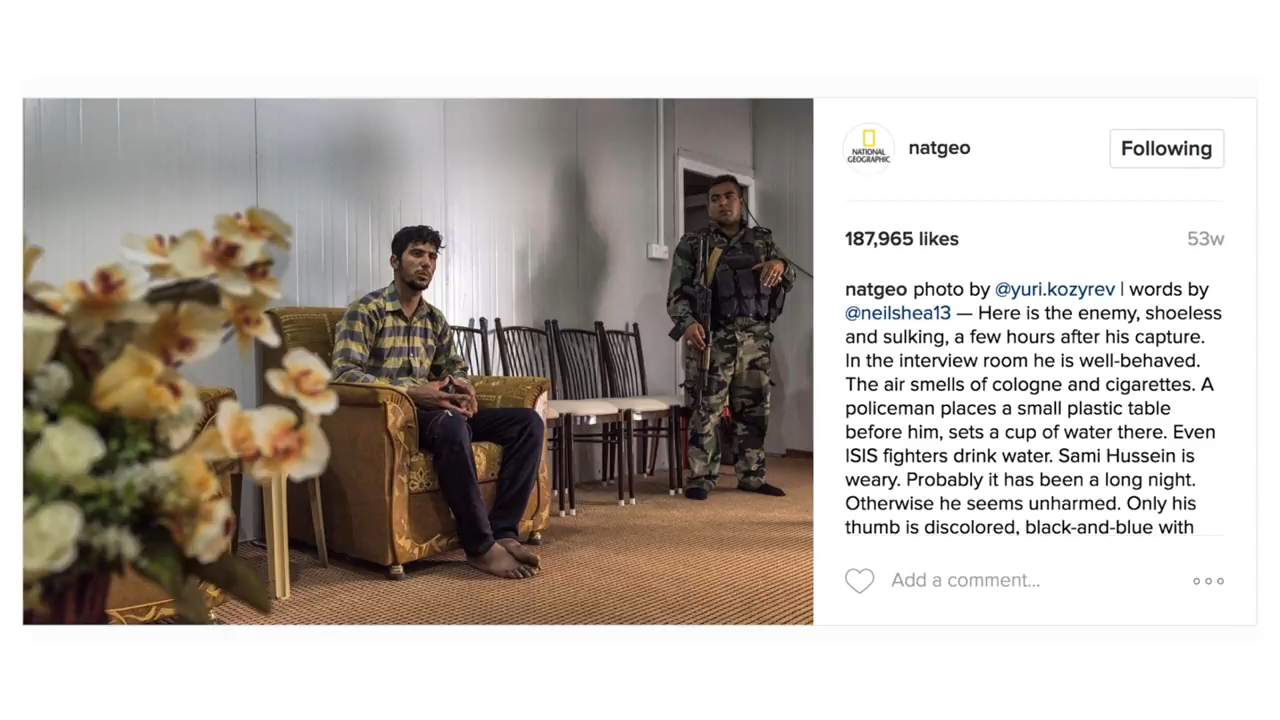 NATIONAL
GEOGRAPHIC
natgeo
Following
187,965 likes
53w
natgeo photo by @yuri.kozyrev | words by
@neilshea13 — Here is the enemy, shoeless
and sulking, a few hours after his capture.
In the interview room he is well-behaved.
The air smells of cologne and cigarettes. A
policeman places a small plastic table
before him, sets a cup of water there. Even
ISIS fighters drink water. Sami Hussein is
weary. Probably it has been a long night.
Otherwise he seems unharmed. Only his
thumb is discolored, black-and-blue with
Add a comment...